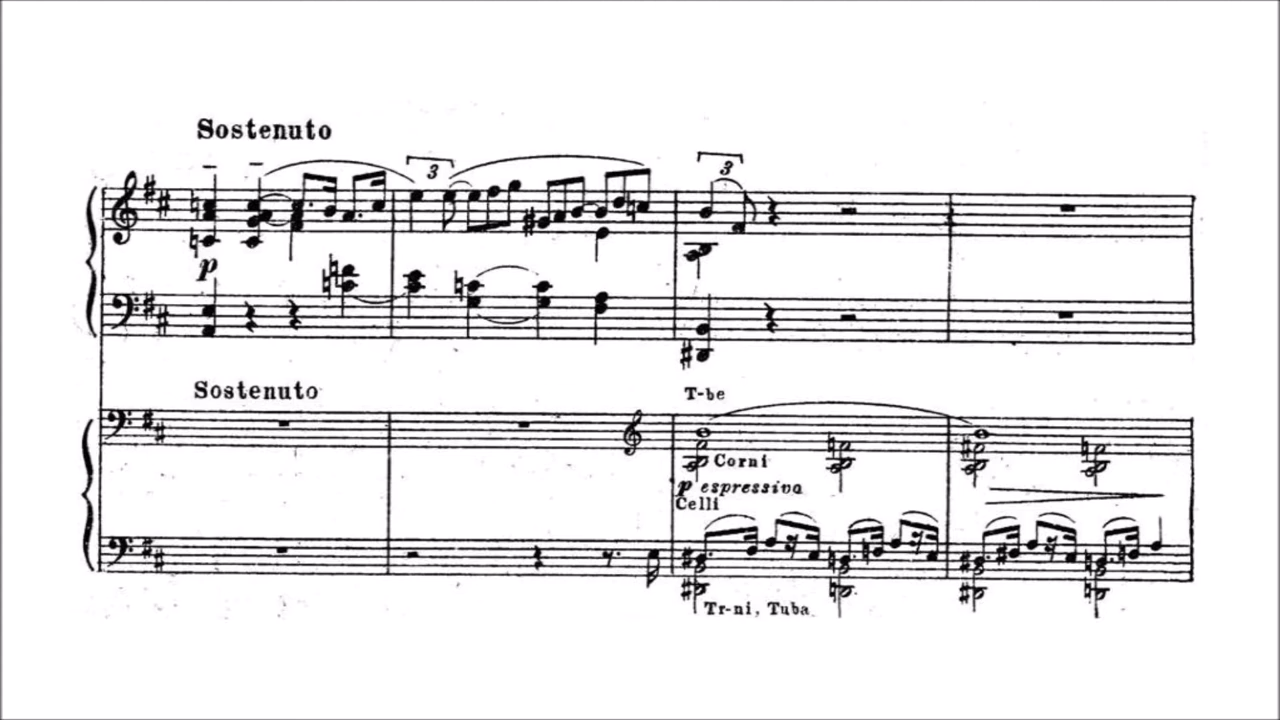 Sostenuto
3
3
p
Sostenuto
T-be
Corni
p espressivo
Celli
Tr-ni, Tuba